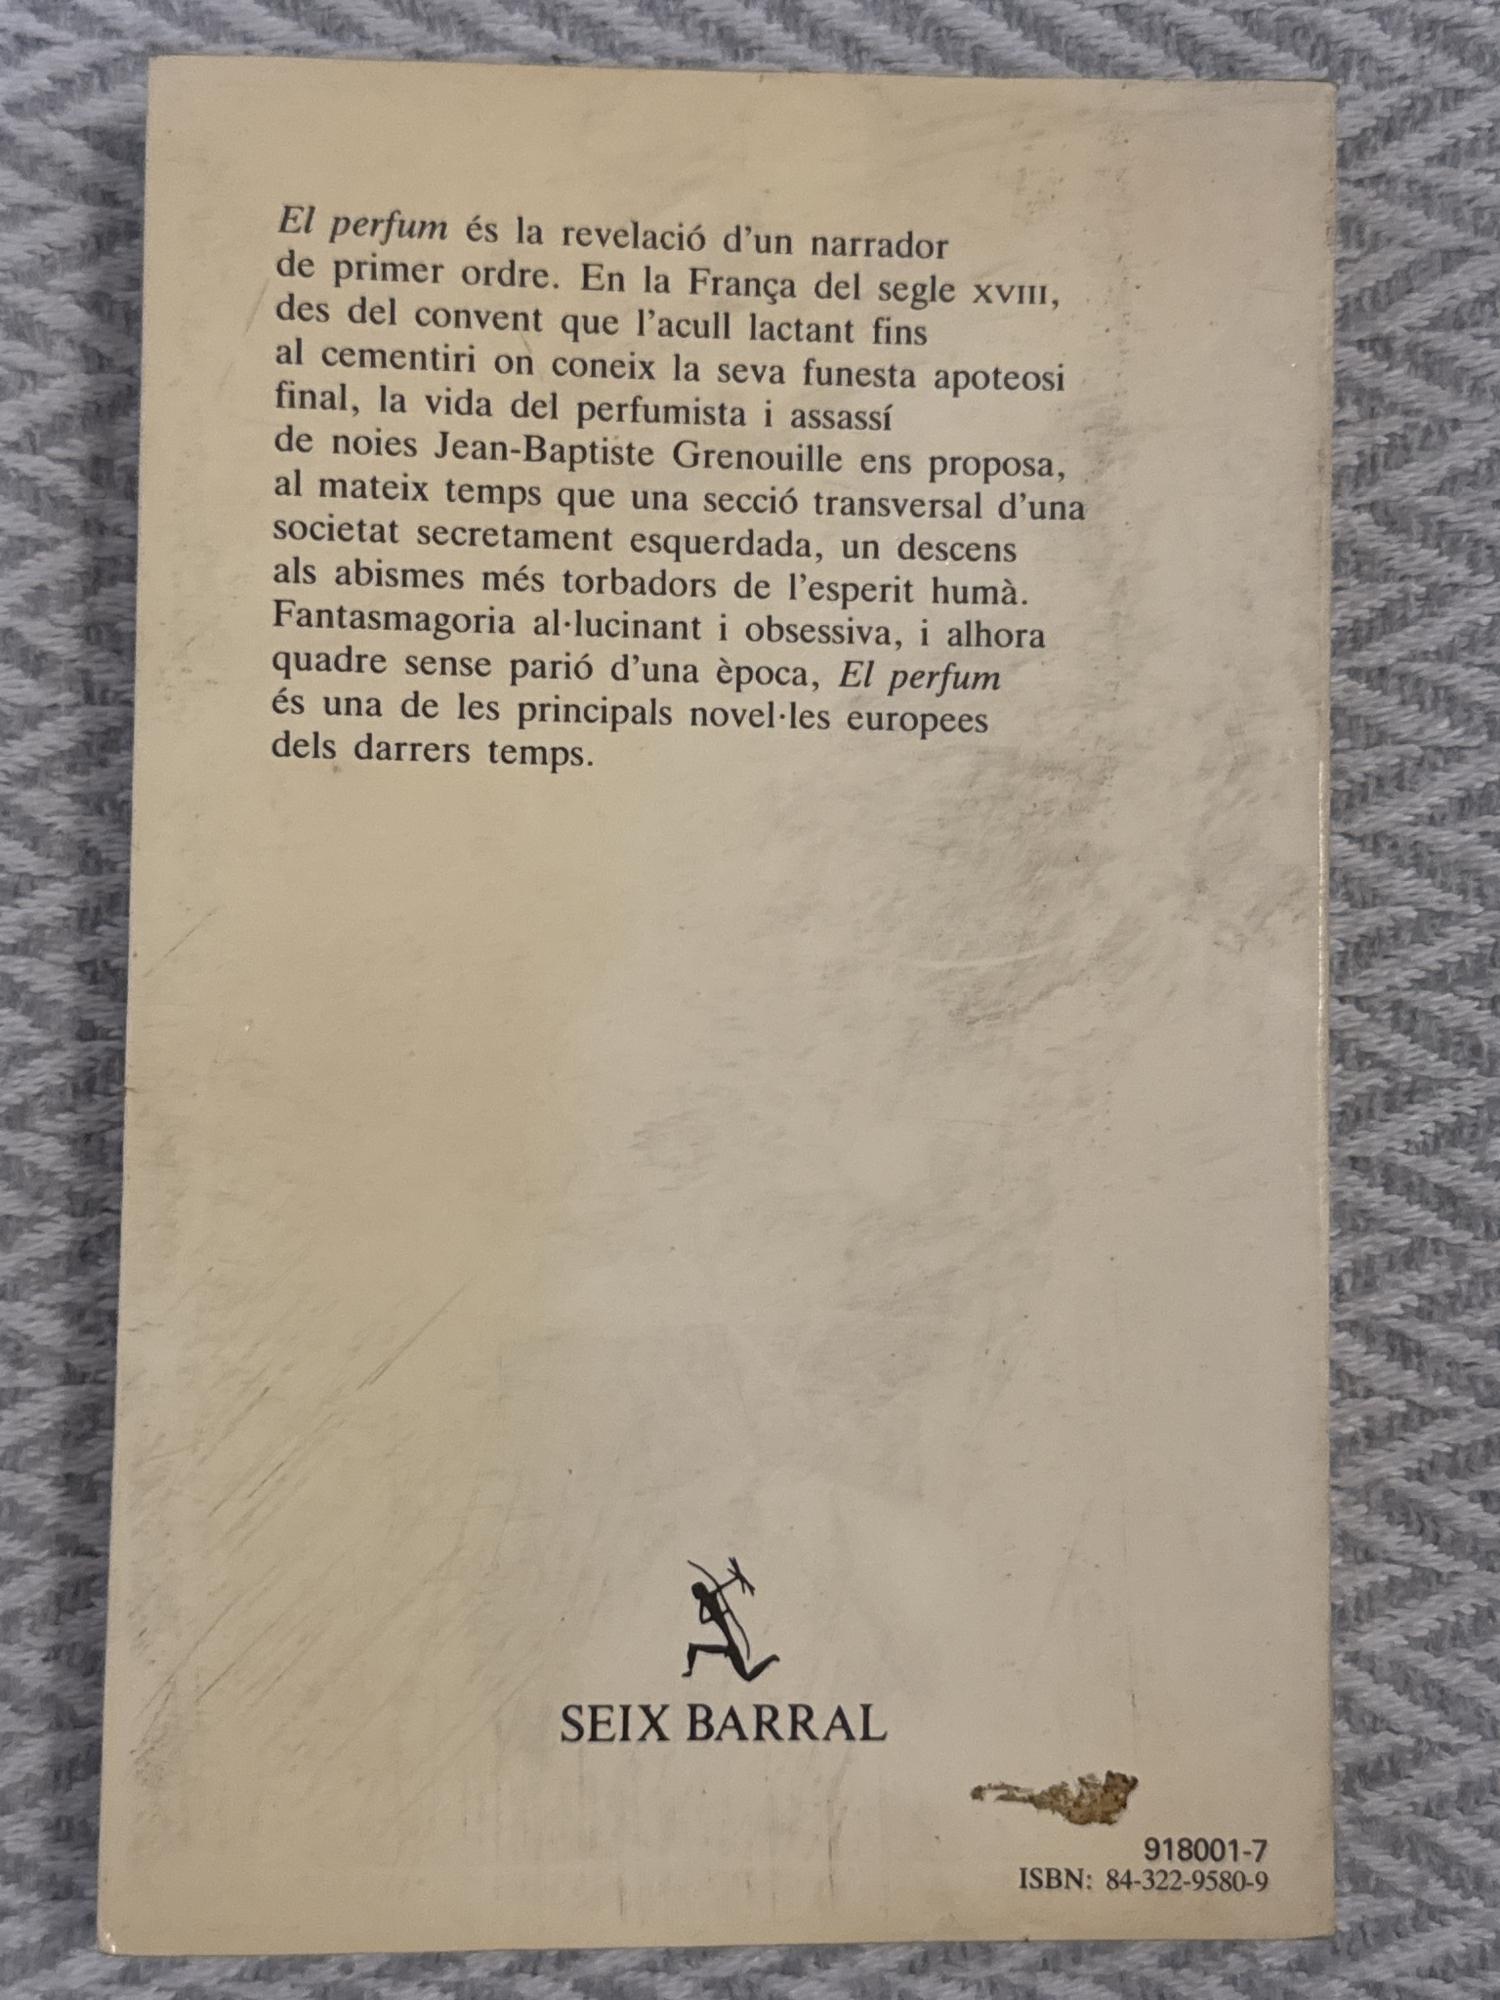 El perfum és la revelació d'un narrador
de primer ordre. En la França del segle XVIII,
des del convent que l'acull lactant fins
al cementiri on coneix la seva funesta apoteosi
final, la vida del perfumista i assassí
de noies Jean-Baptiste Grenouille ens proposa,
al mateix temps que una secció transversal d'una
societat secretament esquerdada, un descens
als abismes més torbadors de l'esperit humà.
Fantasmagoria al·lucinant i obsessiva, i alhora
quadre sense parió d'una època, El perfum
és una de les principals novel·les europees
dels darrers temps.
SEIX BARRAL
918001-7
ISBN: 84-322-9580-9